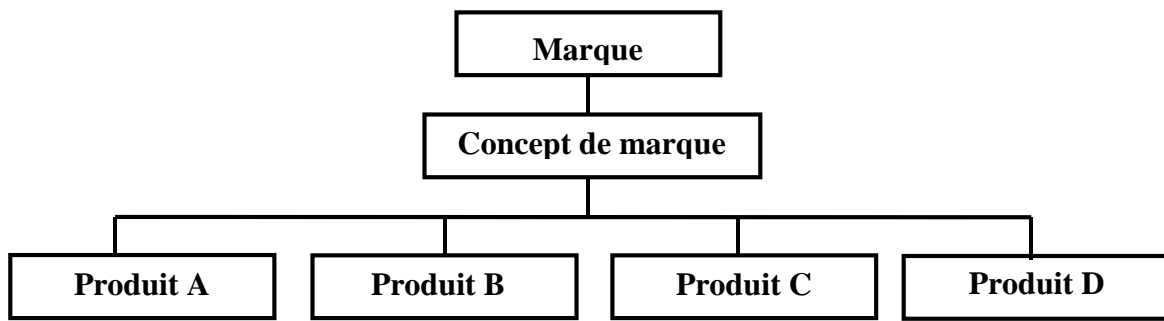 Marque
Concept de marque
Produit A
Produit B
Produit C
Produit D